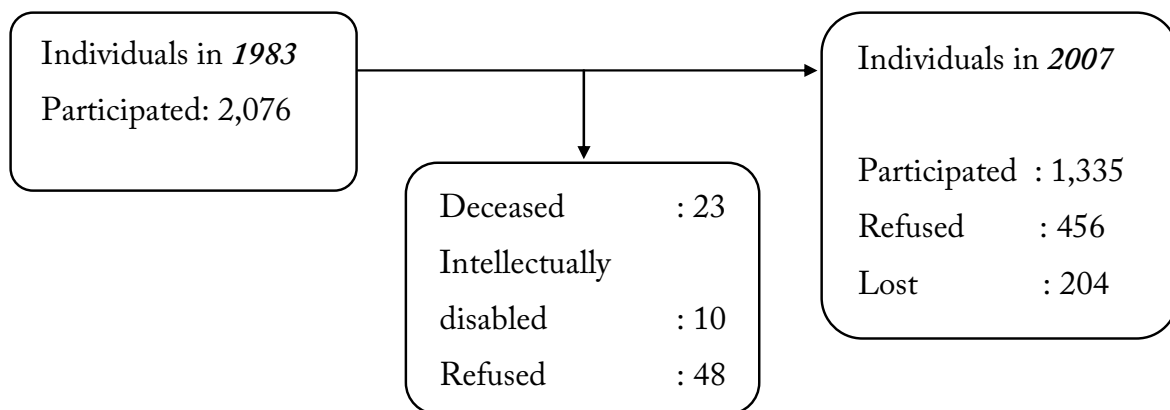 Individuals in 1983
Participated: 2,076
Deceased : 23
Intellectually
disabled : 10
Refused : 48
Individuals in 2007
Participated : 1,335
Refused : 456
Lost : 204